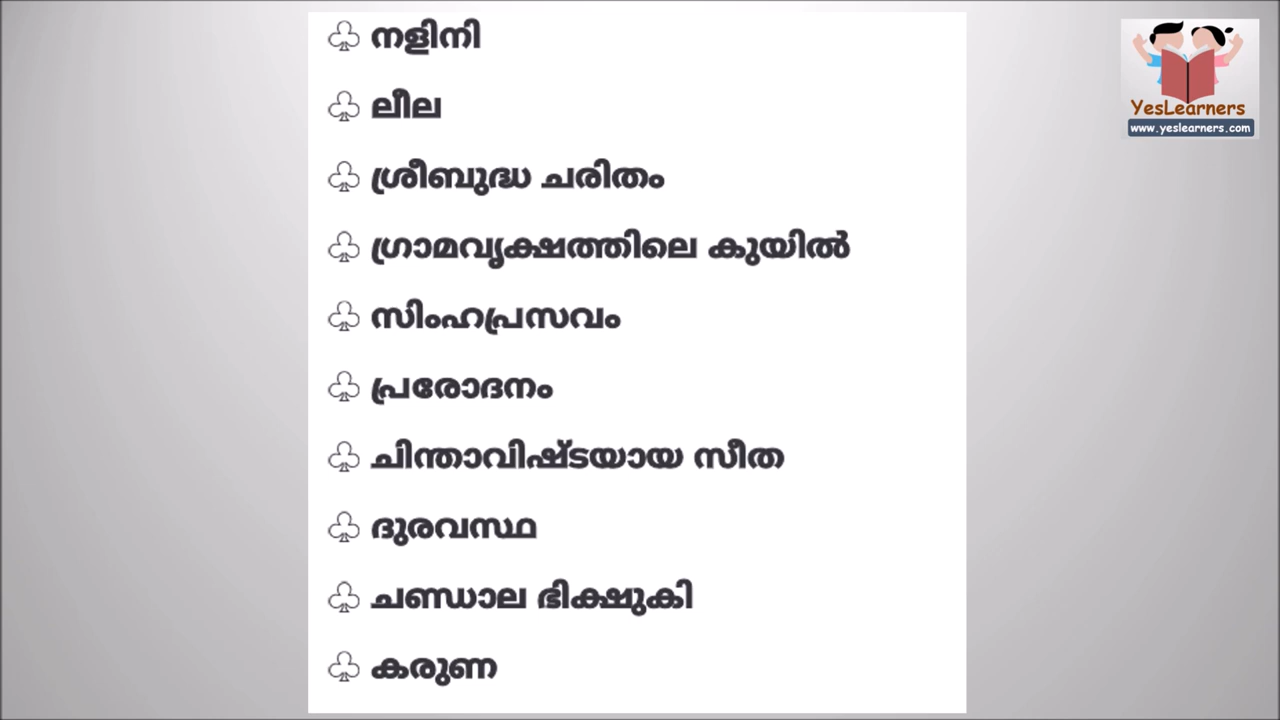 നളിനി
ലീല
ശ്രീബുദ്ധ ചരിതം
ഗ്രാമവൃക്ഷത്തിലെ കുയിൽ
സിംഹപ്രസവം
പ്രരോദനം
ചിന്താവിഷ്ടയായ സീത
ദുരവസ്ഥ
ചണ്ഡാല ഭിക്ഷുകി
കരുണ
YesLearners
www.yeslearners.com